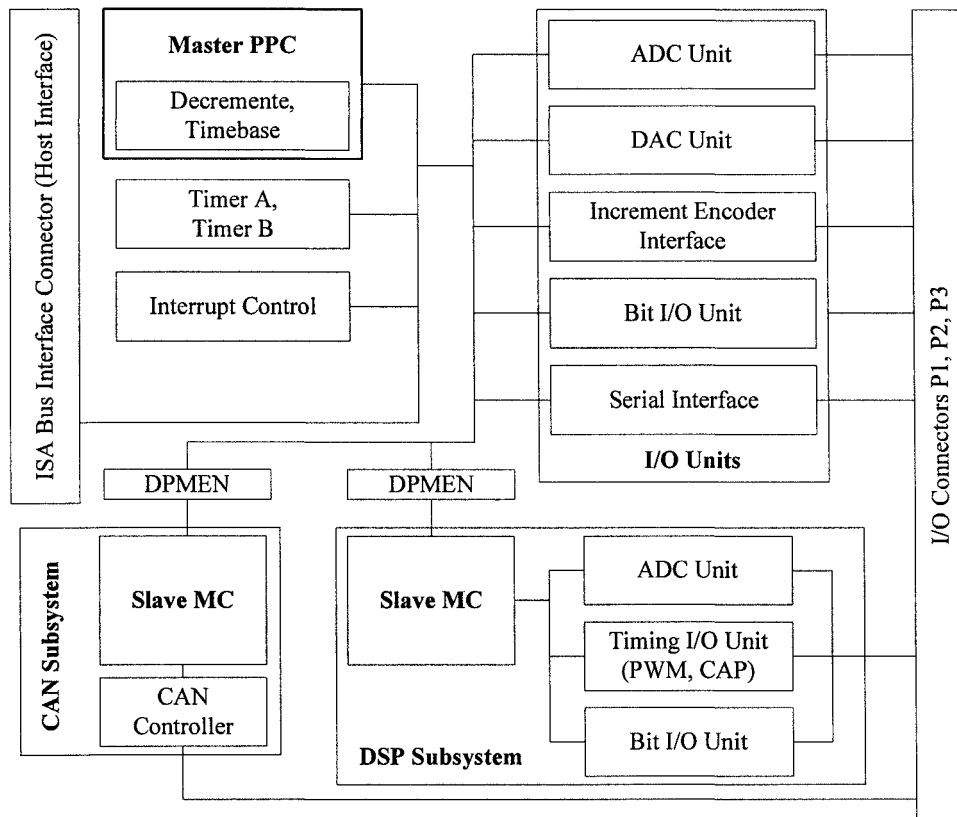 ISA Bus Interface Connector (Host Interface)
Master PPC
Decremente,
Timebase
Timer A,
Timer B
Interrupt Control
ADC Unit
DAC Unit
Increment Encoder
Interface
Bit I/O Unit
Serial Interface
I/O Units
I/O Connectors P1, P2, P3
DPMEN
DPMEN
CAN Subsystem
Slave MC
CAN
Controller
Slave MC
ADC Unit
Timing I/O Unit
(PWM, CAP)
Bit I/O Unit
DSP Subsystem